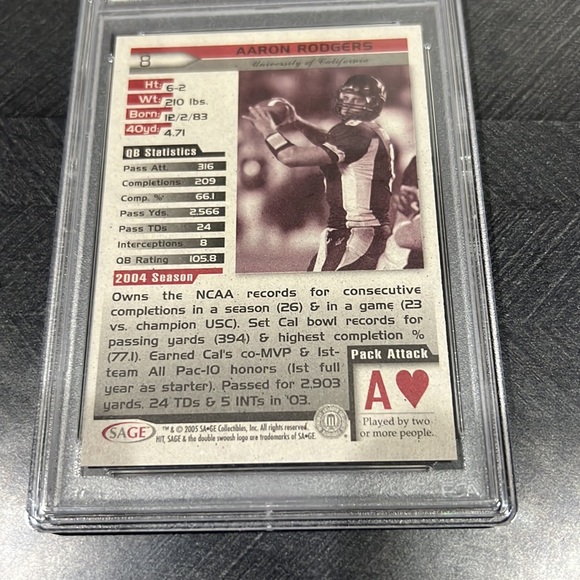 8
AARON RODGERS
University of California
Ht: 6-2
Wt: 210 lbs.
Born: 12/2/83
40yd: 4.71
QB Statistics
Pass Att. 316
Completions 209
Comp. % 66.1
Pass Yds. 2,566
Pass TDs 24
Interceptions 8
QB Rating 105.8
2004 Season
Owns the NCAA records for consecutive
completions in a season (26) & in a game (23
vs. champion USC). Set Cal bowl records for
passing yards (394) & highest completion %
(77.1). Earned Cal's co-MVP & 1st-
team All Pac-10 honors (1st full
year as starter). Passed for 2,903
yards, 24 TDs & 5 INTs in '03.
Pack Attack
A♥
Played by two
or more people.
SAGE
™ & © 2005 SA•GE Collectibles, Inc. All rights reserved.
HIT, SAGE & the double swoosh logo are trademarks of SA•GE.